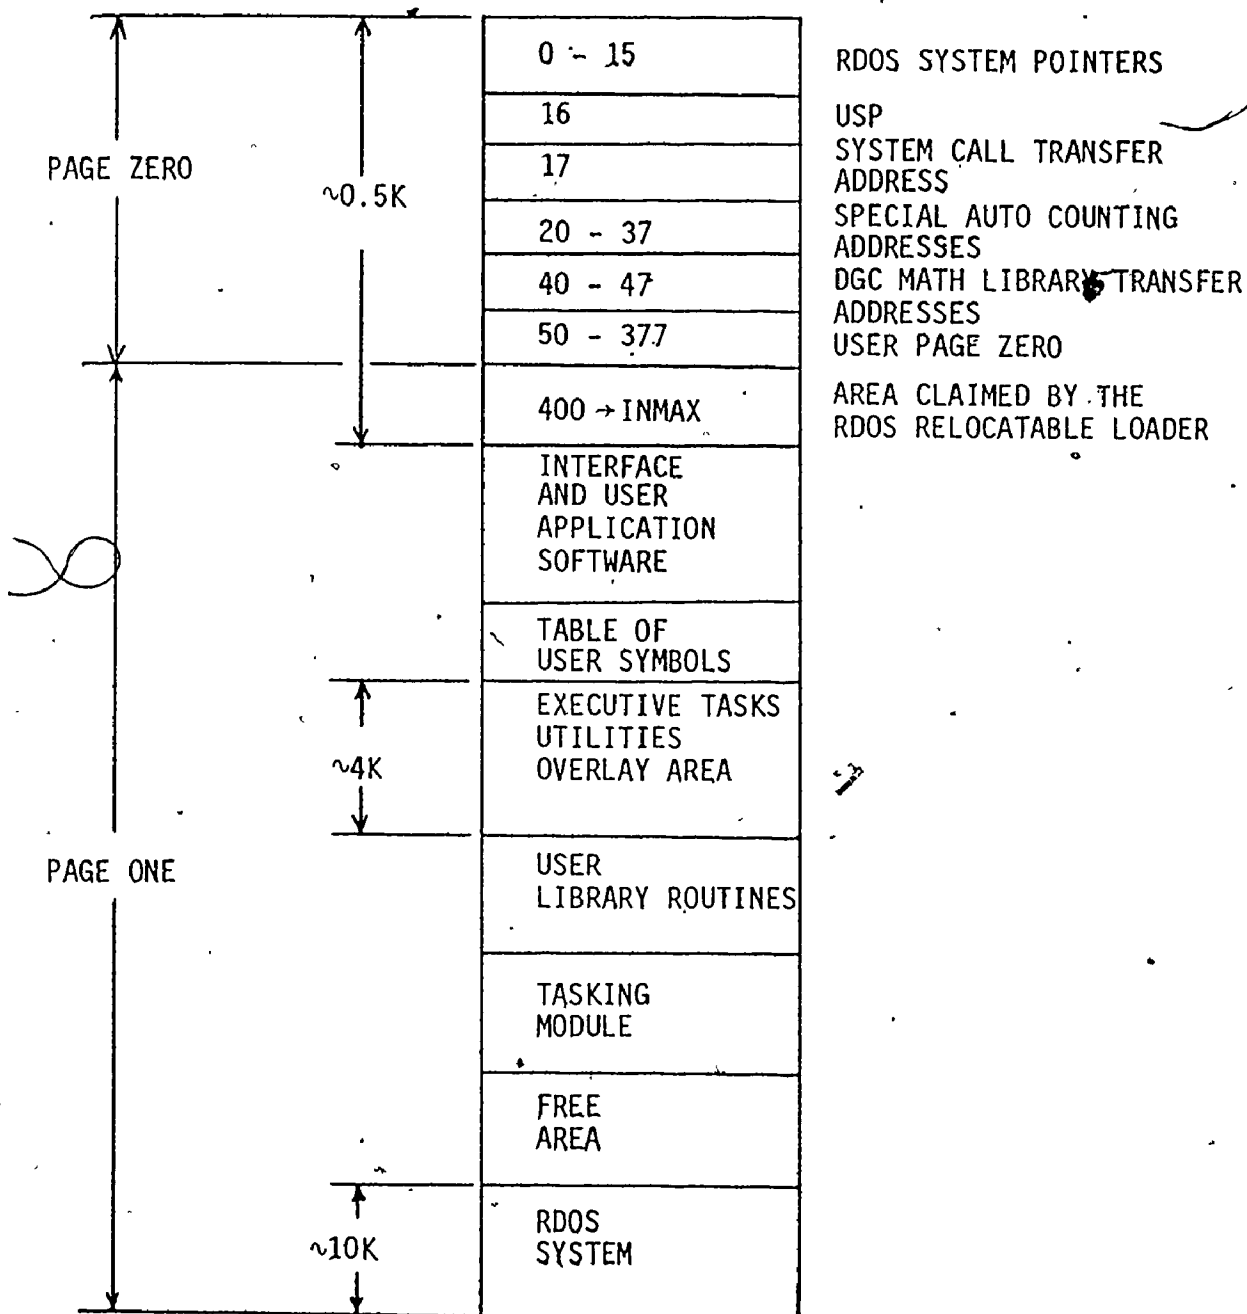 0 - 15
RDOS SYSTEM POINTERS
16
USP
PAGE ZERO
~0.5K
17
SYSTEM CALL TRANSFER
ADDRESS
20 - 37
SPECIAL AUTO COUNTING
ADDRESSES
40 - 47
DGC MATH LIBRARY TRANSFER
ADDRESSES
50 - 377
USER PAGE ZERO
400 → INMAX
AREA CLAIMED BY THE
RDOS RELOCATABLE LOADER
INTERFACE
AND USER
APPLICATION
SOFTWARE
TABLE OF
USER SYMBOLS
~4K
EXECUTIVE TASKS
UTILITIES
OVERLAY AREA
PAGE ONE
USER
LIBRARY ROUTINES
TASKING
MODULE
FREE
AREA
~10K
RDOS
SYSTEM